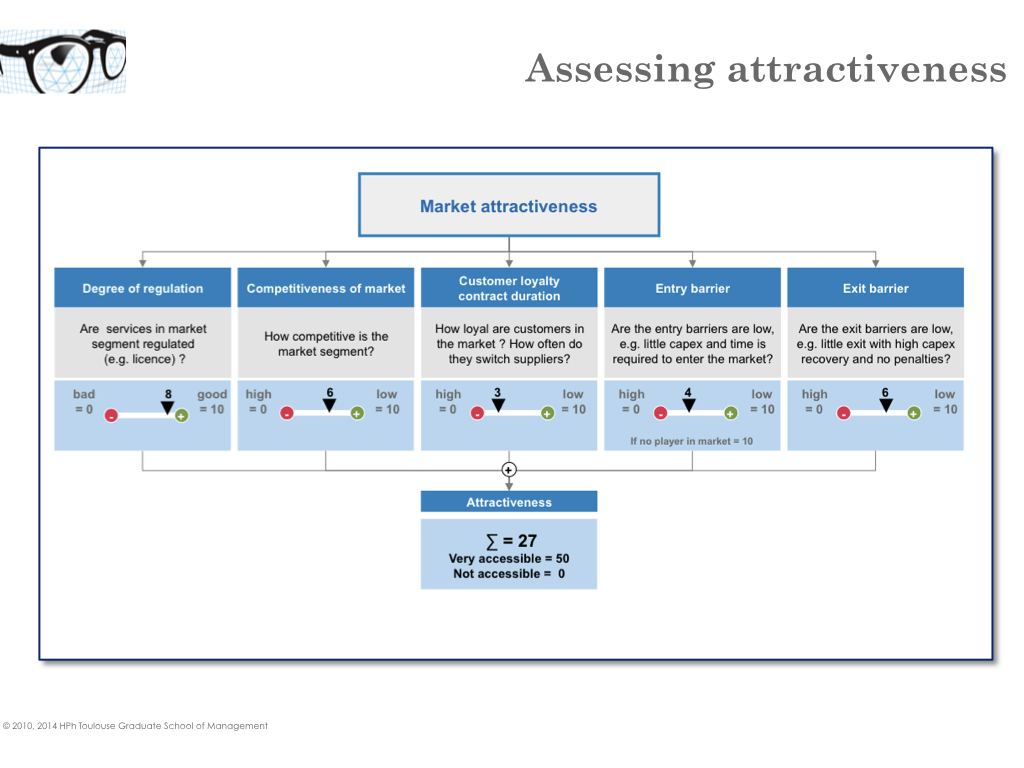 Assessing attractiveness
Market attractiveness
Degree of regulation
Are services in market
segment regulated
(e.g. licence) ?
bad
= 0
8
good
= 10
-
+
Competitiveness of market
How competitive is the
market segment?
high
= 0
6
low
= 10
-
+
Customer loyalty
contract duration
How loyal are customers in
the market ? How often do
they switch suppliers?
high
= 0
3
low
= 10
-
+
Entry barrier
Are the entry barriers are low,
e.g. little capex and time is
required to enter the market?
high
= 0
4
low
= 10
-
+
If no player in market = 10
Exit barrier
Are the exit barriers are low,
e.g. little exit with high capex
recovery and no penalties?
high
= 0
6
low
= 10
-
+
+
Attractiveness
∑ = 27
Very accessible = 50
Not accessible = 0
© 2010, 2014 HPh Toulouse Graduate School of Management